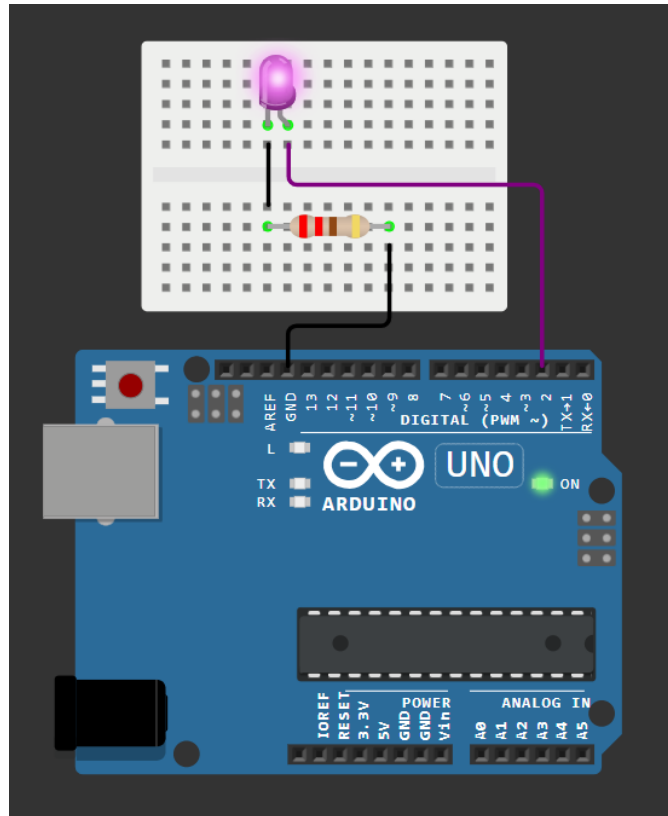 AREF GND 13 12 ~11 ~10 ~9 8 7 ~6 ~5 4 ~3 2 TX→1 RX←0
DIGITAL (PWM ~)
L
TX
RX
UNO
ON
ARDUINO
POWER
ANALOG IN
IOREF RESET 3.3V 5V GND GND Vin A0 A1 A2 A3 A4 A5